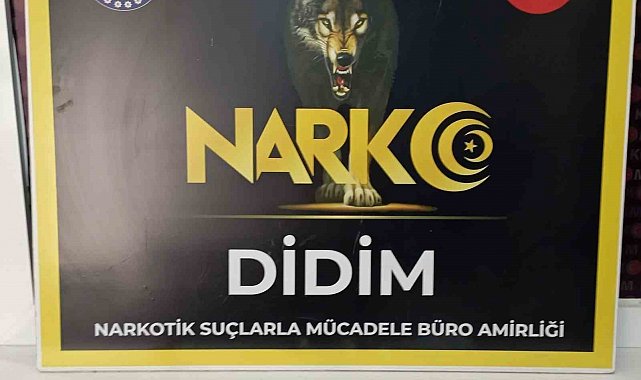 NARKO
DİDİM
NARKOTİK SUÇLARLA MÜCADELE BÜRO AMİRLİĞİ